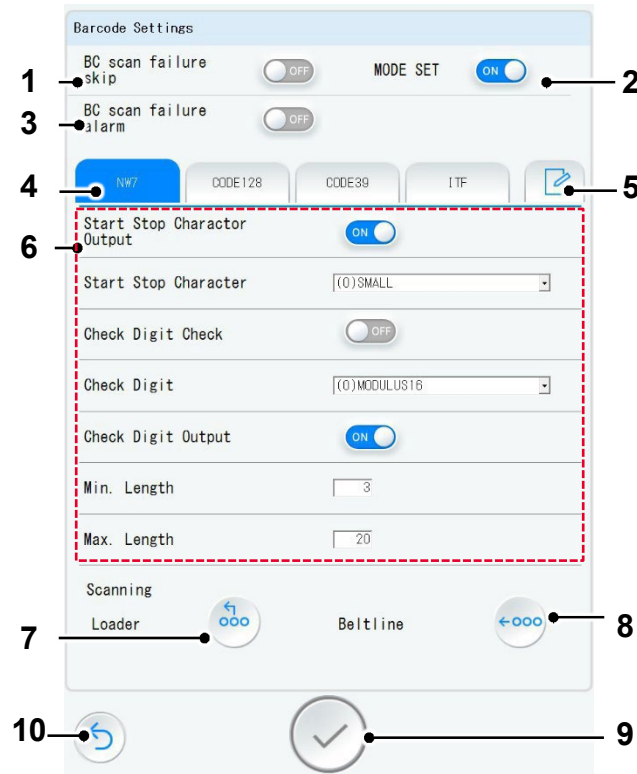 Barcode Settings
BC scan failure
skip
OFF
MODE SET
ON
1
2
BC scan failure
alarm
OFF
3
NW7
CODE128
CODE39
ITF
4
5
Start Stop Charactor
Output
ON
6
Start Stop Character
(0)SMALL
Check Digit Check
OFF
Check Digit
(0)MODULUS16
Check Digit Output
ON
Min. Length
3
Max. Length
20
Scanning
Loader
Beltline
7
8
9
10